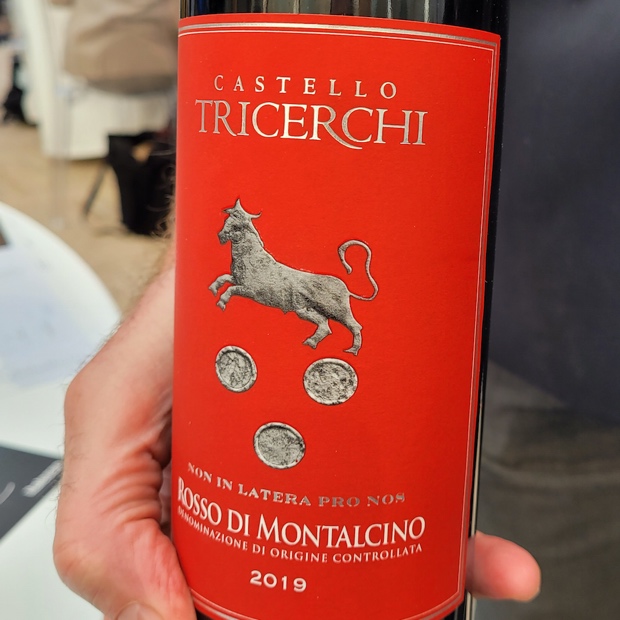 CASTELLO
TRICERCHI
NON IN LATERA PRO NOS
ROSSO DI MONTALCINO
DENOMINAZIONE DI ORIGINE CONTROLLATA
2019